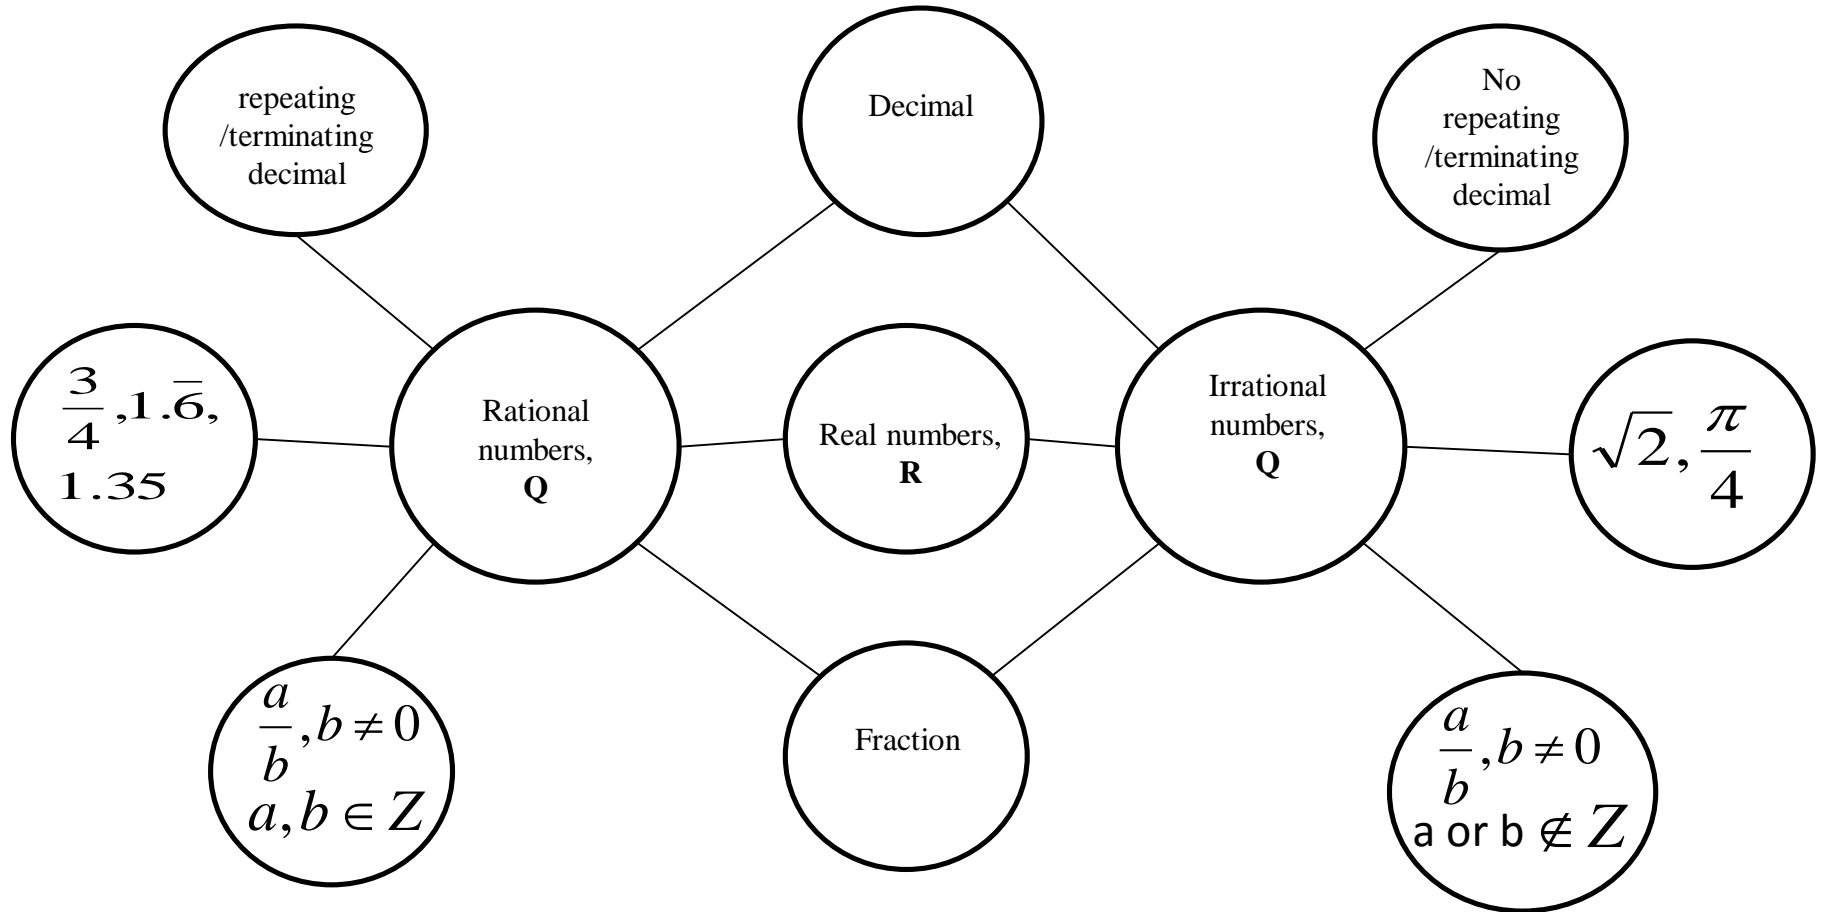 repeating
/terminating
decimal
Decimal
No
repeating
/terminating
decimal
3/4 , 1.6̅,
1.35
Rational
numbers,
Q
Real numbers,
R
Irrational
numbers,
Q
√2, π/4
a/b , b ≠ 0
a, b ∈ Z
Fraction
a/b , b ≠ 0
a or b ∉ Z